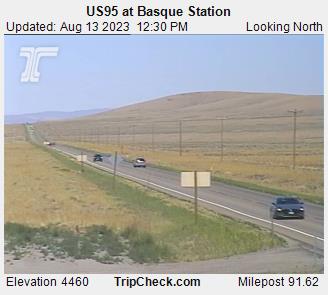 US95 at Basque Station
Updated: Aug 13 2023 12:30 PM Looking North
Elevation 4460 TripCheck.com Milepost 91.62